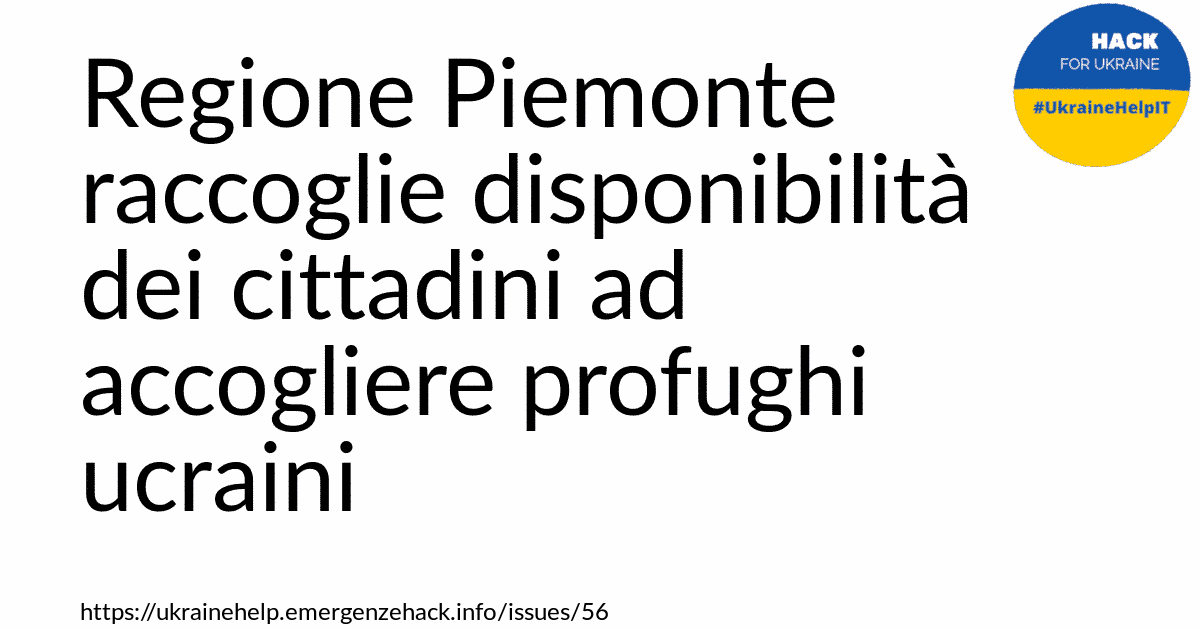 Regione Piemonte
raccoglie disponibilità
dei cittadini ad
accogliere profughi
ucraini
HACK
FOR UKRAINE
#UkraineHelpIT
https://ukrainehelp.emergenzehack.info/issues/56